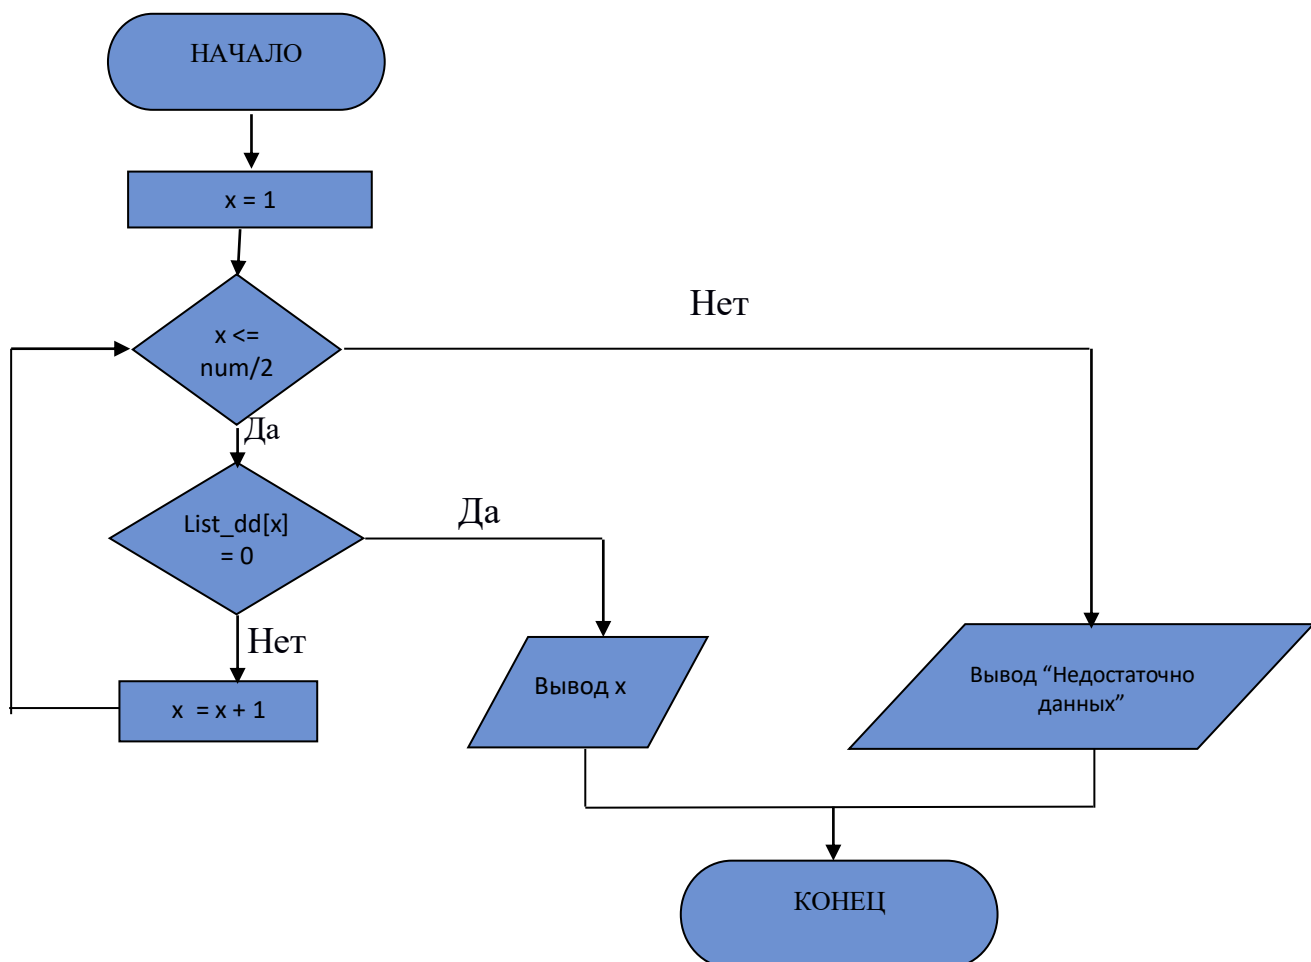 НАЧАЛО
x = 1
x <=
num/2
Нет
Да
List_dd[x]
= 0
Да
Нет
x = x + 1
Вывод x
Вывод “Недостаточно
данных”
КОНЕЦ